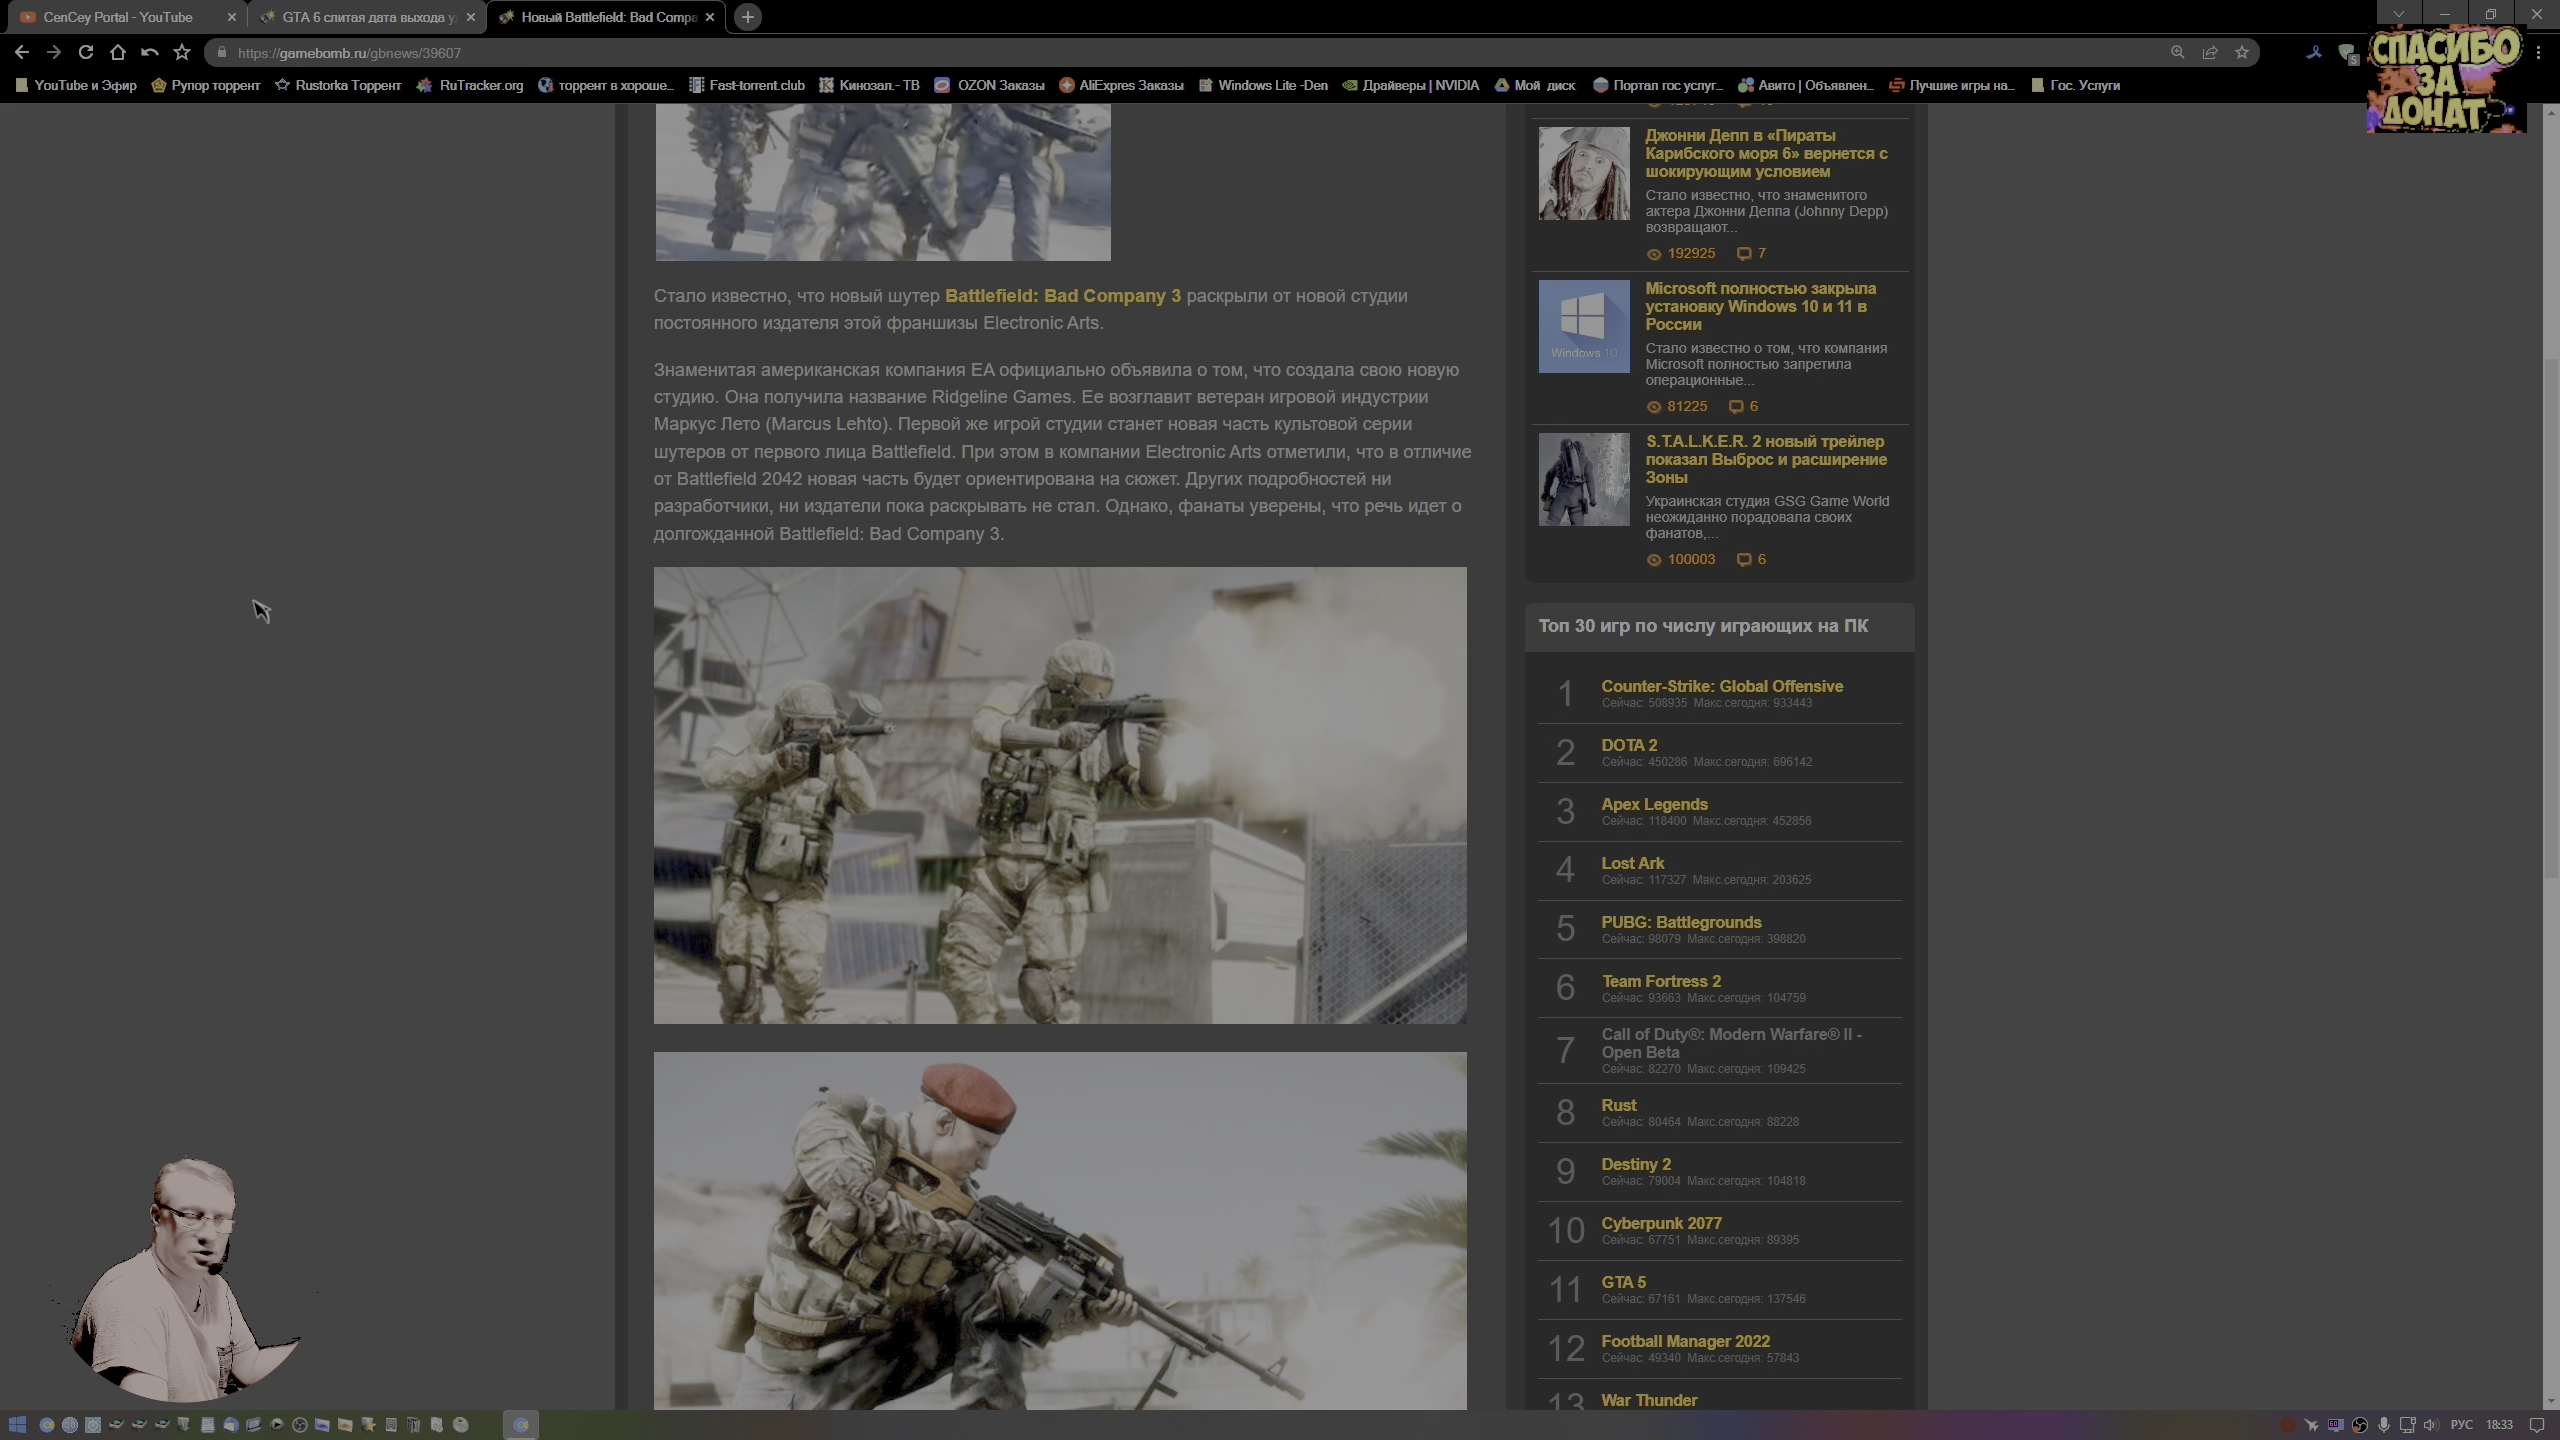 CenCey Portal - YouTube
GTA 6 слитая дата выхода у
Новый Battlefield: Bad Compa
https://gamebomb.ru/gbnews/39607
YouTube и Эфир
Рупор торрент
Rustorka Торрент
RuTracker.org
торрент в хороше...
Fast-torrent.club
Кинозал.- ТВ
OZON Заказы
AliExpres Заказы
Windows Lite -Den
Драйверы | NVIDIA
Мой диск
Портал гос услуг...
Авито | Объявлен...
Лучшие игры на...
Гос. Услуги
5
СПАСИБО
ЗА
ДОНАТ
Стало известно, что новый шутер Battlefield: Bad Company 3 раскрыли от новой студии
постоянного издателя этой франшизы Electronic Arts.
Знаменитая американская компания EA официально объявила о том, что создала свою новую
студию. Она получила название Ridgeline Games. Ее возглавит ветеран игровой индустрии
Маркус Лето (Marcus Lehto). Первой же игрой студии станет новая часть культовой серии
шутеров от первого лица Battlefield. При этом в компании Electronic Arts отметили, что в отличие
от Battlefield 2042 новая часть будет ориентирована на сюжет. Других подробностей ни
разработчики, ни издатели пока раскрывать не стал. Однако, фанаты уверены, что речь идет о
долгожданной Battlefield: Bad Company 3.
Джонни Депп в «Пираты
Карибского моря 6» вернется с
шокирующим условием
Стало известно, что знаменитого
актера Джонни Деппа (Johnny Depp)
возвращают...
192925 7
Windows 10
Microsoft полностью закрыла
установку Windows 10 и 11 в
России
Стало известно о том, что компания
Microsoft полностью запретила
операционные...
81225 6
S.T.A.L.K.E.R. 2 новый трейлер
показал Выброс и расширение
Зоны
Украинская студия GSG Game World
неожиданно порадовала своих
фанатов,...
100003 6
Топ 30 игр по числу играющих на ПК
1 Counter-Strike: Global Offensive
Сейчас: 508935 Макс.сегодня: 933443
2 DOTA 2
Сейчас: 450286 Макс.сегодня: 696142
3 Apex Legends
Сейчас: 118400 Макс.сегодня: 452856
4 Lost Ark
Сейчас: 117327 Макс.сегодня: 203625
5 PUBG: Battlegrounds
Сейчас: 98079 Макс.сегодня: 398820
6 Team Fortress 2
Сейчас: 93663 Макс.сегодня: 104759
7 Call of Duty®: Modern Warfare® II -
Open Beta
Сейчас: 82270 Макс.сегодня: 109425
8 Rust
Сейчас: 80464 Макс.сегодня: 88228
9 Destiny 2
Сейчас: 79004 Макс.сегодня: 104818
10 Cyberpunk 2077
Сейчас: 67751 Макс.сегодня: 89395
11 GTA 5
Сейчас: 67161 Макс.сегодня: 137546
12 Football Manager 2022
Сейчас: 49340 Макс.сегодня: 57843
13 War Thunder
РУС 18:33